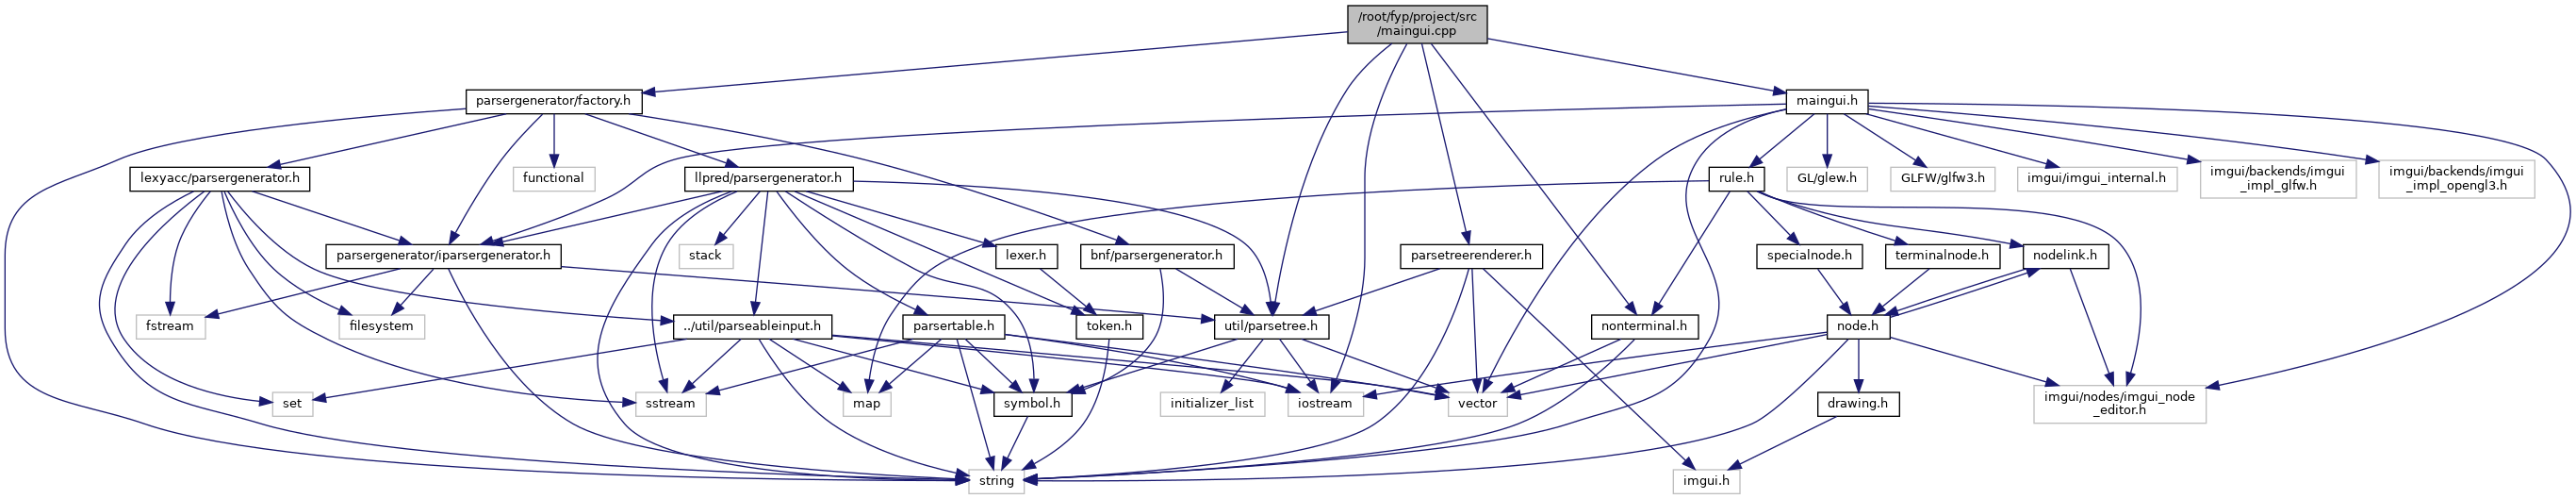 /root/fyp/project/src
/maingui.cpp
parsergenerator/factory.h
maingui.h
lexyacc/parsergenerator.h
functional
llpred/parsergenerator.h
rule.h
GL/glew.h
GLFW/glfw3.h
imgui/imgui_internal.h
imgui/backends/imgui
_impl_glfw.h
imgui/backends/imgui
_impl_opengl3.h
parsergenerator/iparsergenerator.h
stack
lexer.h
bnf/parsergenerator.h
parsetreerenderer.h
specialnode.h
terminalnode.h
nodelink.h
fstream
filesystem
../util/parseableinput.h
parsertable.h
token.h
util/parsetree.h
nonterminal.h
node.h
set
sstream
map
symbol.h
initializer_list
iostream
vector
drawing.h
imgui/nodes/imgui_node
_editor.h
string
imgui.h